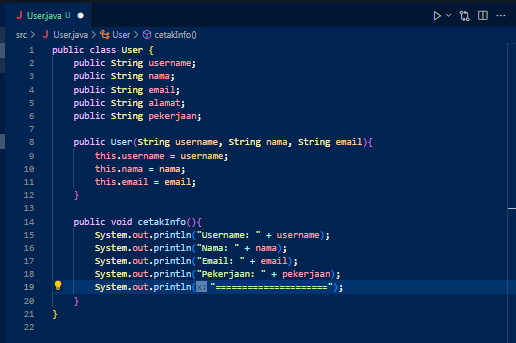 User.java U
src > User.java > User > cetakInfo()
1 public class User {
2     public String username;
3     public String nama;
4     public String email;
5     public String alamat;
6     public String pekerjaan;
7
8     public User(String username, String nama, String email){
9         this.username = username;
10         this.nama = nama;
11         this.email = email;
12     }
13
14     public void cetakInfo(){
15         System.out.println("Username: " + username);
16         System.out.println("Nama: " + nama);
17         System.out.println("Email: " + email);
18         System.out.println("Pekerjaan: " + pekerjaan);
19         System.out.println(x: "=====================");
20     }
21 }
22